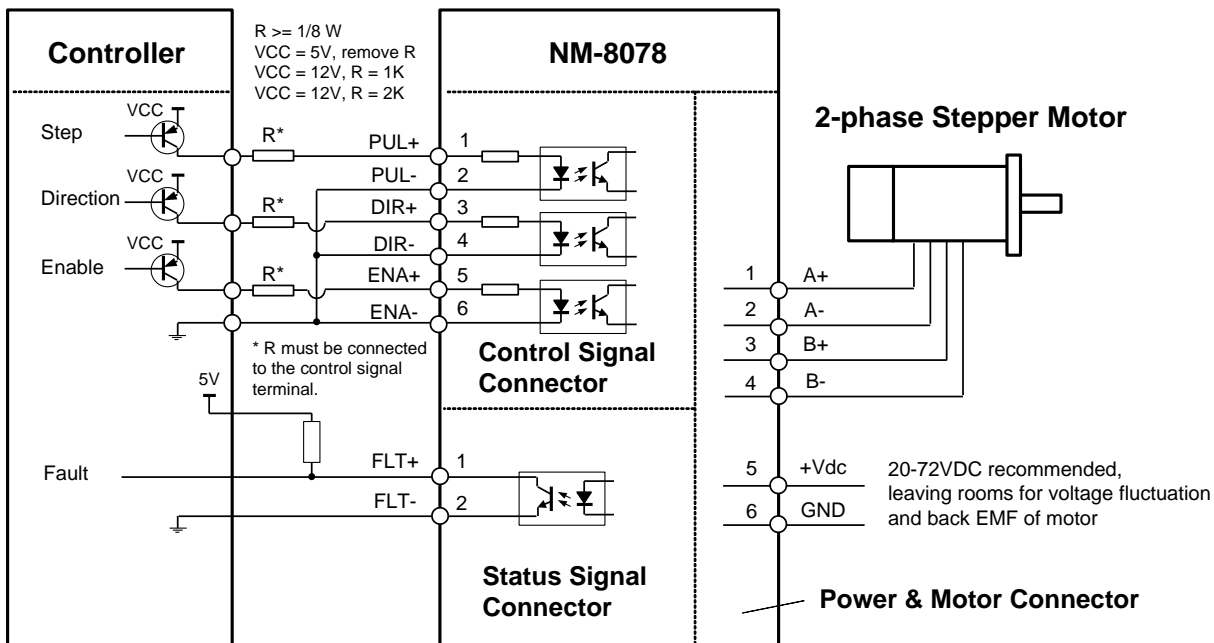 Controller
R >= 1/8 W
VCC = 5V, remove R
VCC = 12V, R = 1K
VCC = 12V, R = 2K
NM-8078
2-phase Stepper Motor
VCC
Step
R*
PUL+
1
PUL-
2
VCC
Direction
R*
DIR+
3
DIR-
4
VCC
Enable
R*
ENA+
5
ENA-
6
* R must be connected
to the control signal
terminal.
Control Signal
Connector
1
A+
2
A-
3
B+
4
B-
5V
Fault
FLT+
1
FLT-
2
5
+Vdc
6
GND
20-72VDC recommended,
leaving rooms for voltage fluctuation
and back EMF of motor
Status Signal
Connector
Power & Motor Connector